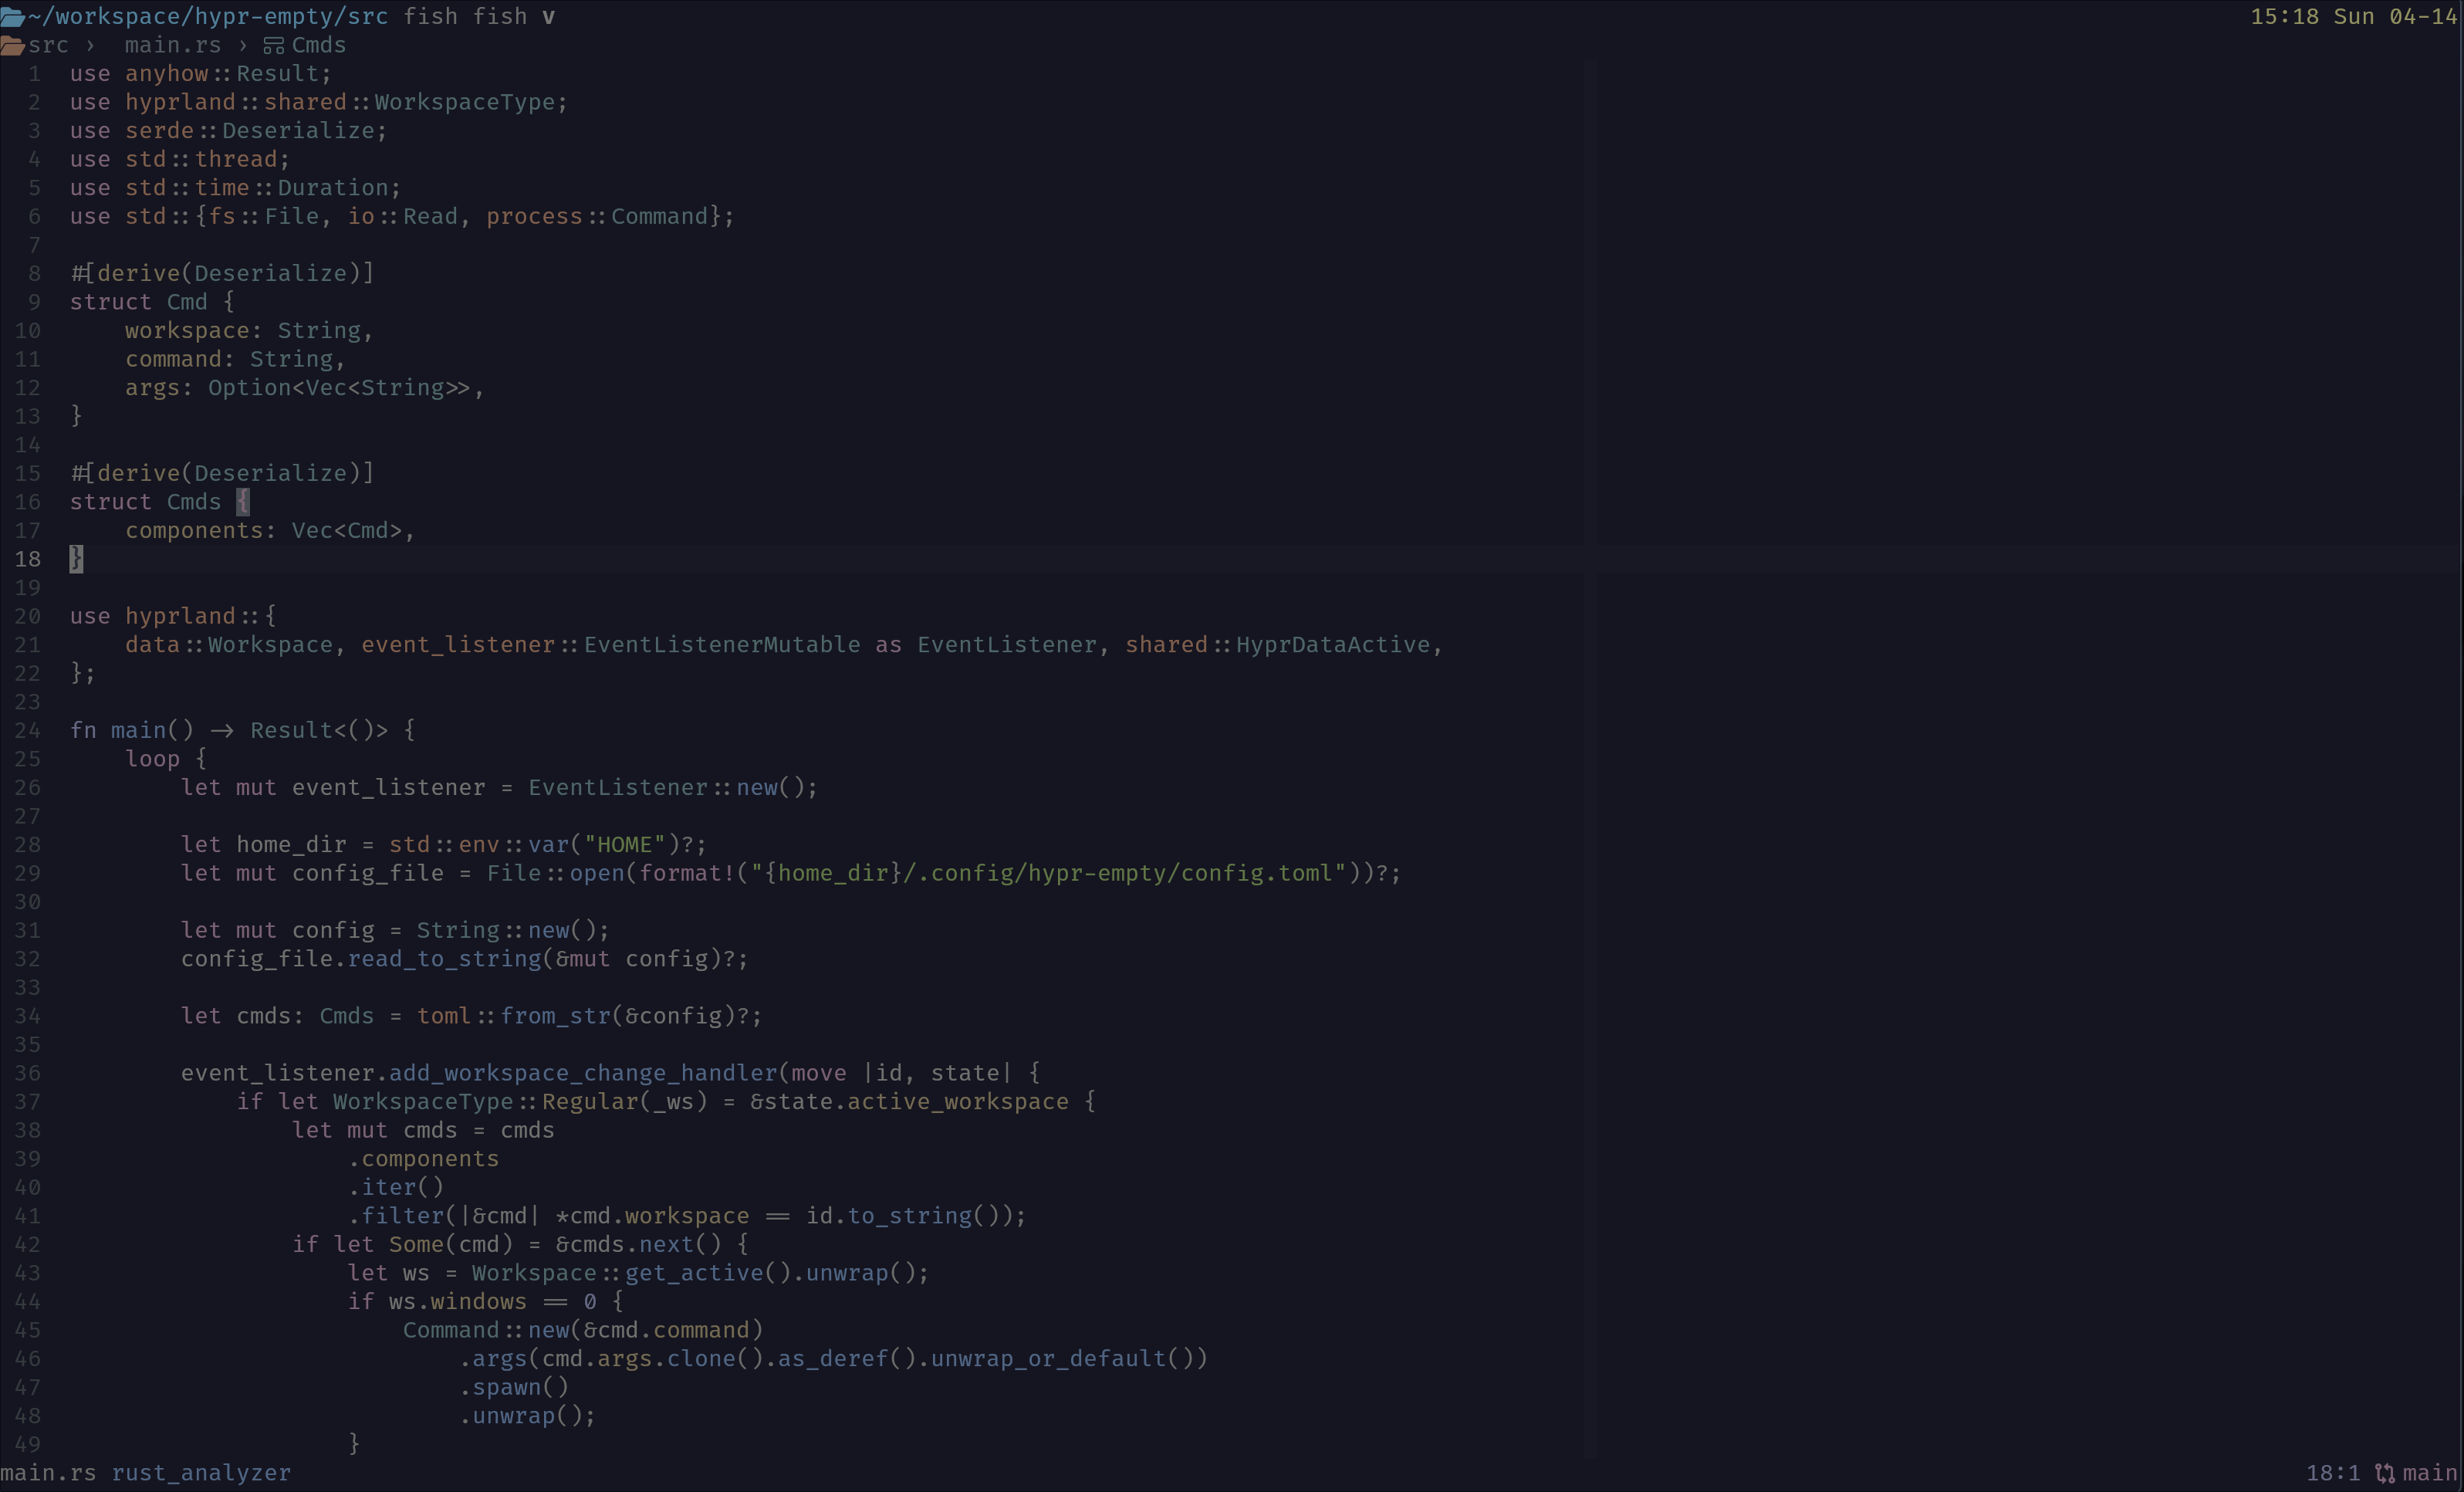 ~/workspace/hypr-empty/src fish fish v 15:18 Sun 04-14
src › main.rs › Cmds
1 use anyhow::Result;
2 use hyprland::shared::WorkspaceType;
3 use serde::Deserialize;
4 use std::thread;
5 use std::time::Duration;
6 use std::{fs::File, io::Read, process::Command};
7
8 #[derive(Deserialize)]
9 struct Cmd {
10     workspace: String,
11     command: String,
12     args: Option<Vec<String>>,
13 }
14
15 #[derive(Deserialize)]
16 struct Cmds {
17     components: Vec<Cmd>,
18 }
19
20 use hyprland::{
21     data::Workspace, event_listener::EventListenerMutable as EventListener, shared::HyprDataActive,
22 };
23
24 fn main() -> Result<()> {
25     loop {
26         let mut event_listener = EventListener::new();
27
28         let home_dir = std::env::var("HOME")?;
29         let mut config_file = File::open(format!("{home_dir}/.config/hypr-empty/config.toml"))?;
30
31         let mut config = String::new();
32         config_file.read_to_string(&mut config)?;
33
34         let cmds: Cmds = toml::from_str(&config)?;
35
36         event_listener.add_workspace_change_handler(move |id, state| {
37             if let WorkspaceType::Regular(_ws) = &state.active_workspace {
38                 let mut cmds = cmds
39                     .components
40                     .iter()
41                     .filter(|&cmd| *cmd.workspace == id.to_string());
42                 if let Some(cmd) = &cmds.next() {
43                     let ws = Workspace::get_active().unwrap();
44                     if ws.windows == 0 {
45                         Command::new(&cmd.command)
46                             .args(cmd.args.clone().as_deref().unwrap_or_default())
47                             .spawn()
48                             .unwrap();
49                     }
main.rs rust_analyzer 18:1 main